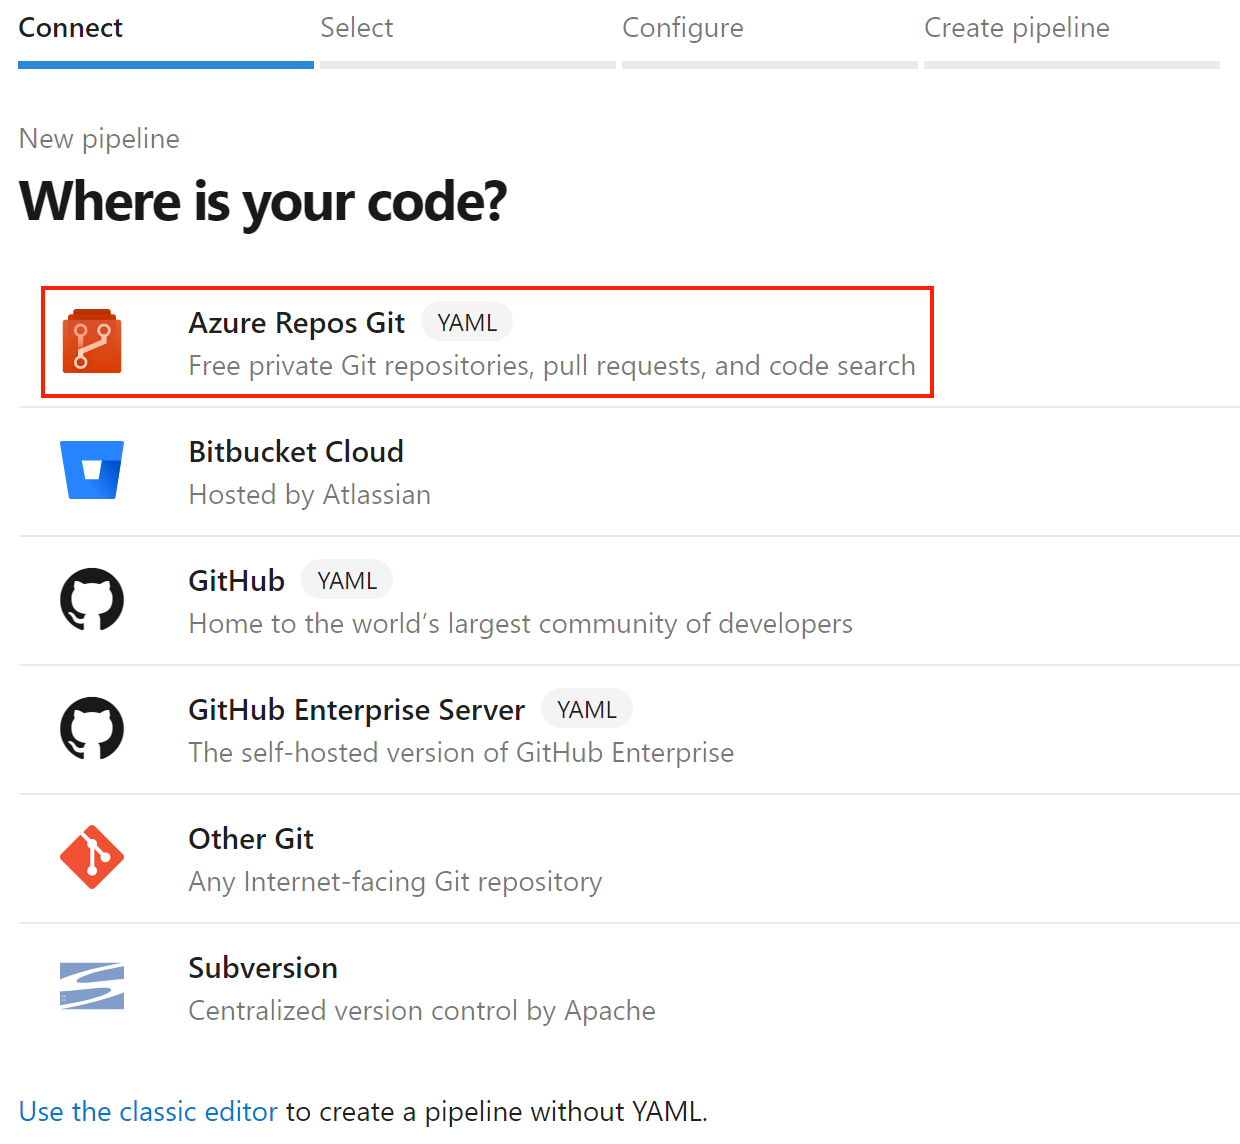 Connect Select Configure Create pipeline
New pipeline
Where is your code?
Azure Repos Git YAML
Free private Git repositories, pull requests, and code search
Bitbucket Cloud
Hosted by Atlassian
GitHub YAML
Home to the world’s largest community of developers
GitHub Enterprise Server YAML
The self-hosted version of GitHub Enterprise
Other Git
Any Internet-facing Git repository
Subversion
Centralized version control by Apache
Use the classic editor to create a pipeline without YAML.